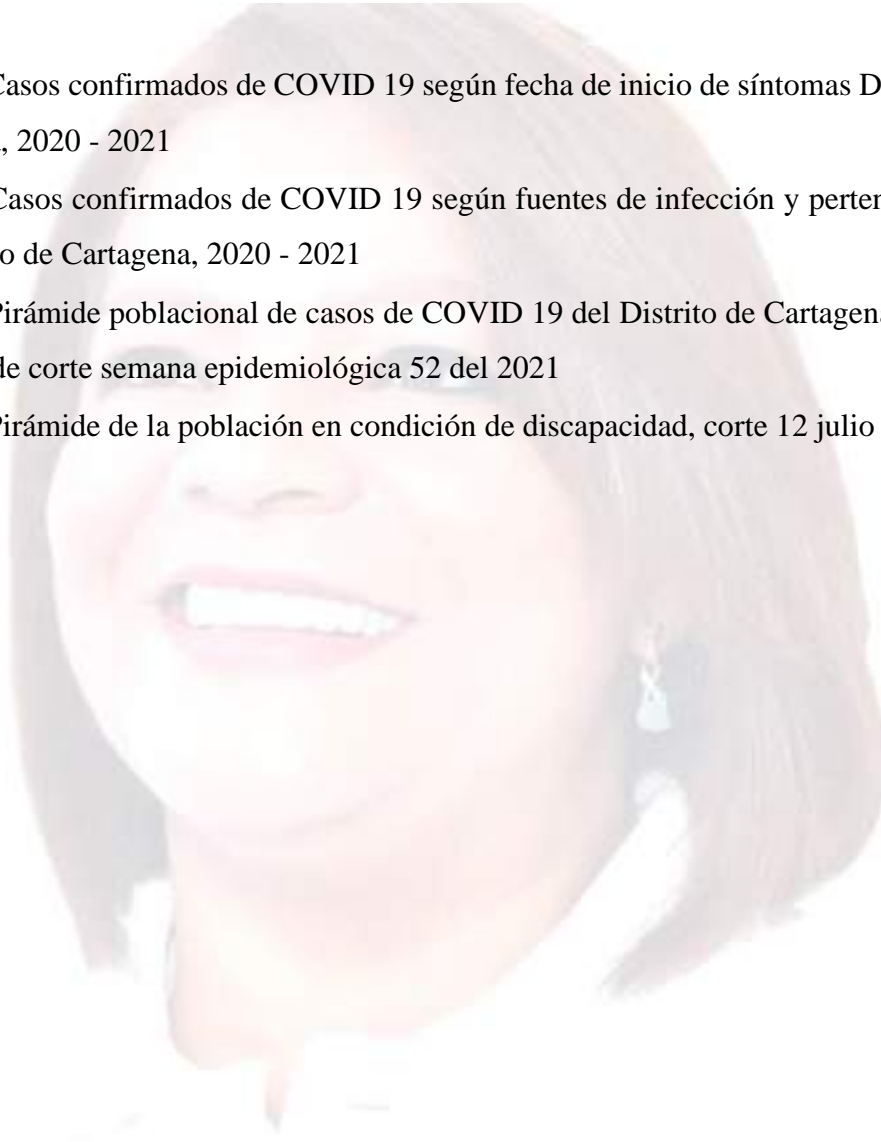 Casos confirmados de COVID 19 según fecha de inicio de síntomas D
, 2020 - 2021
Casos confirmados de COVID 19 según fuentes de infección y perten
o de Cartagena, 2020 - 2021
Pirámide poblacional de casos de COVID 19 del Distrito de Cartagena
de corte semana epidemiológica 52 del 2021
Pirámide de la población en condición de discapacidad, corte 12 julio